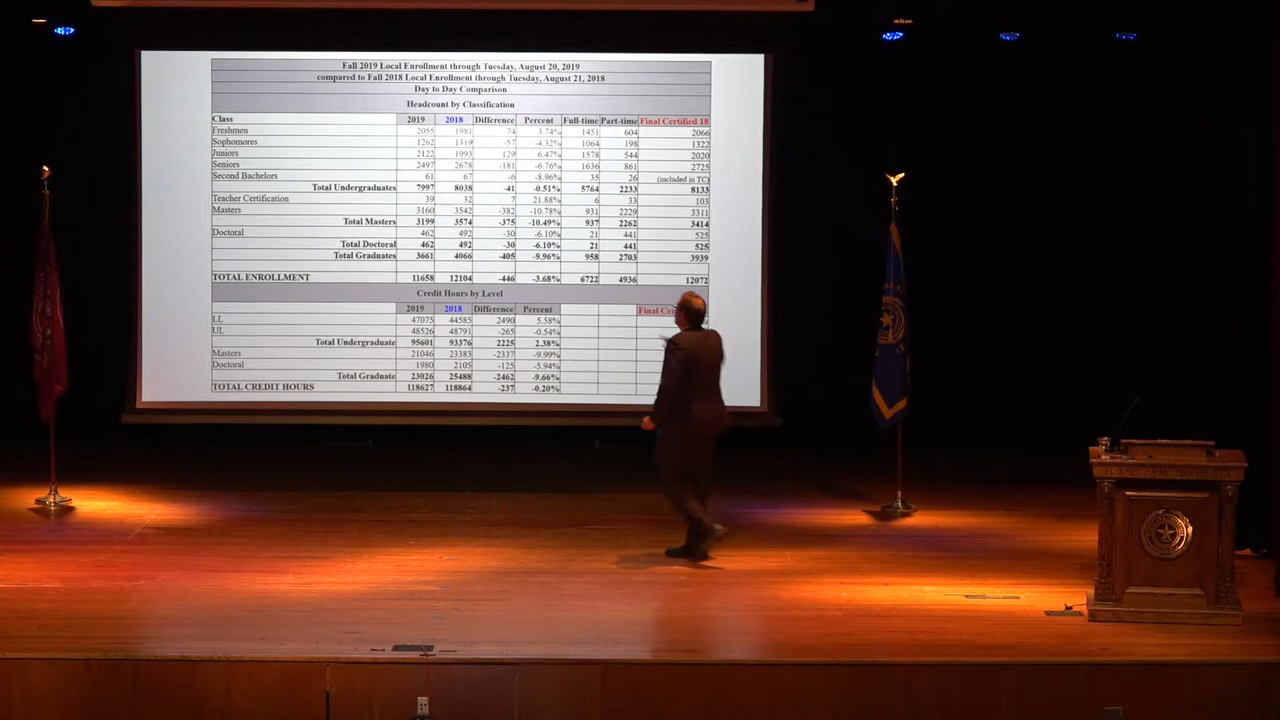 Fall 2019 Local Enrollment through Tuesday, August 20, 2019
compared to Fall 2018 Local Enrollment through Tuesday, August 21, 2018
Day to Day Comparison
Headcount by Classification
Class 2019 2018 Difference Percent Full-time Part-time Final Certified 18
Freshmen 2055 1981 74 3.74% 1451 604 2066
Sophomores 1262 1319 -57 -4.32% 1064 198 1322
Juniors 2122 1993 129 6.47% 1578 544 2020
Seniors 2497 2678 -181 -6.76% 1636 861 2725
Second Bachelors 61 67 -6 -8.96% 35 26 (included in TC)
Total Undergraduates 7997 8038 -41 -0.51% 5764 2233 8133
Teacher Certification 39 32 7 21.88% 6 33 103
Masters 3160 3542 -382 -10.78% 931 2229 3311
Total Masters 3199 3574 -375 -10.49% 937 2262 3414
Doctoral 462 492 -30 -6.10% 21 441 525
Total Doctoral 462 492 -30 -6.10% 21 441 525
Total Graduates 3661 4066 -405 -9.96% 958 2703 3939
TOTAL ENROLLMENT 11658 12104 -446 -3.68% 6722 4936 12072
Credit Hours by Level
2019 2018 Difference Percent Final
LL 47075 44585 2490 5.58%
UL 48526 48791 -265 -0.54%
Total Undergraduate 95601 93376 2225 2.38%
Masters 21046 23383 -2337 -9.99%
Doctoral 1980 2105 -125 -5.94%
Total Graduate 23026 25488 -2462 -9.66%
TOTAL CREDIT HOURS 118627 118864 -237 -0.20%